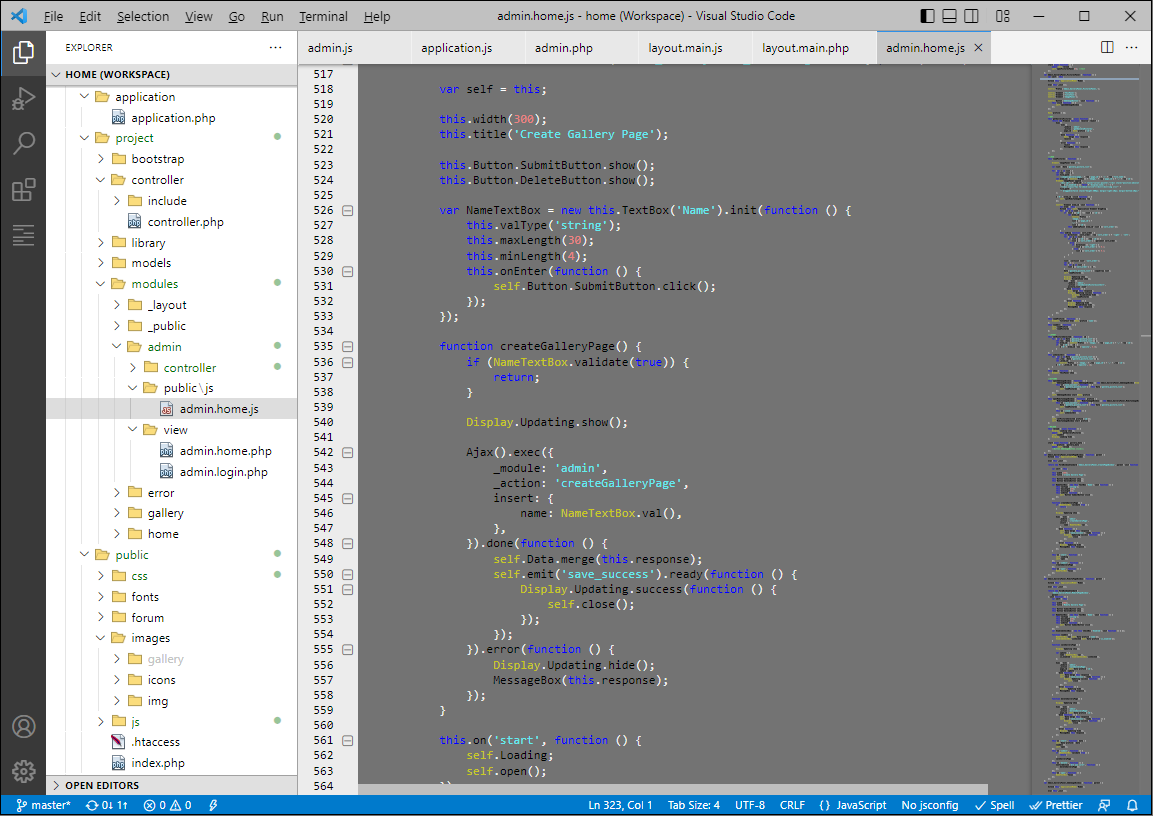 File Edit Selection View Go Run Terminal Help
admin.home.js - home (Workspace) - Visual Studio Code
EXPLORER ...
admin.js application.js admin.php layout.main.js layout.main.php admin.home.js
HOME (WORKSPACE)
application
application.php
project
bootstrap
controller
include
controller.php
library
models
modules
_layout
_public
admin
controller
public\js
admin.home.js
view
admin.home.php
admin.login.php
error
gallery
home
public
css
fonts
forum
images
gallery
icons
img
js
.htaccess
index.php
OPEN EDITORS
517
518 var self = this;
519
520 this.width(300);
521 this.title('Create Gallery Page');
522
523 this.Button.SubmitButton.show();
524 this.Button.DeleteButton.show();
525
526 var NameTextBox = new this.TextBox('Name').init(function () {
527 this.valType('string');
528 this.maxLength(30);
529 this.minLength(4);
530 this.onEnter(function () {
531 self.Button.SubmitButton.click();
532 });
533 });
534
535 function createGalleryPage() {
536 if (NameTextBox.validate(true)) {
537 return;
538 }
539
540 Display.Updating.show();
541
542 Ajax().exec({
543 _module: 'admin',
544 _action: 'createGalleryPage',
545 insert: {
546 name: NameTextBox.val(),
547 },
548 }).done(function () {
549 self.Data.merge(this.response);
550 self.emit('save_success').ready(function () {
551 Display.Updating.success(function () {
552 self.close();
553 });
554 });
555 }).error(function () {
556 Display.Updating.hide();
557 MessageBox(this.response);
558 });
559 }
560
561 this.on('start', function () {
562 self.Loading;
563 self.open();
564
master* 0↓ 1↑ 0 0 Ln 323, Col 1 Tab Size: 4 UTF-8 CRLF {} JavaScript No jsconfig Spell Prettier